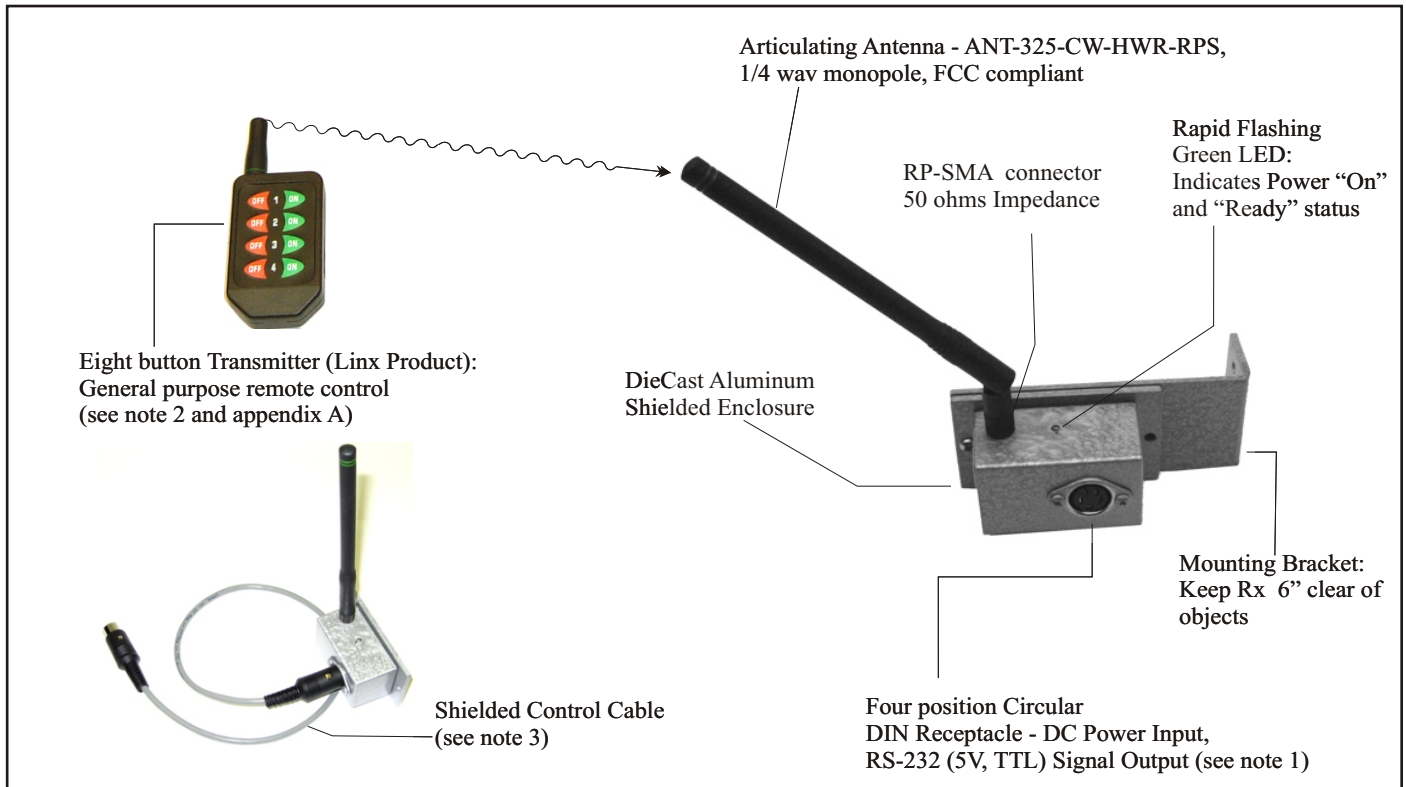 Articulating Antenna - ANT-325-CW-HWR-RPS,
1/4 wav monopole, FCC compliant
Rapid Flashing
Green LED:
Indicates Power “On”
and “Ready” status
RP-SMA  connector
50 ohms Impedance
OFF 1 ON
OFF 2 ON
OFF 3 ON
OFF 4 ON
Eight button Transmitter (Linx Product):
General purpose remote control
(see note 2 and appendix A)
DieCast Aluminum
Shielded Enclosure
Mounting Bracket:
Keep Rx  6” clear of
objects
Shielded Control Cable
(see note 3)
Four position Circular
DIN Receptacle - DC Power Input,
RS-232 (5V, TTL) Signal Output (see note 1)